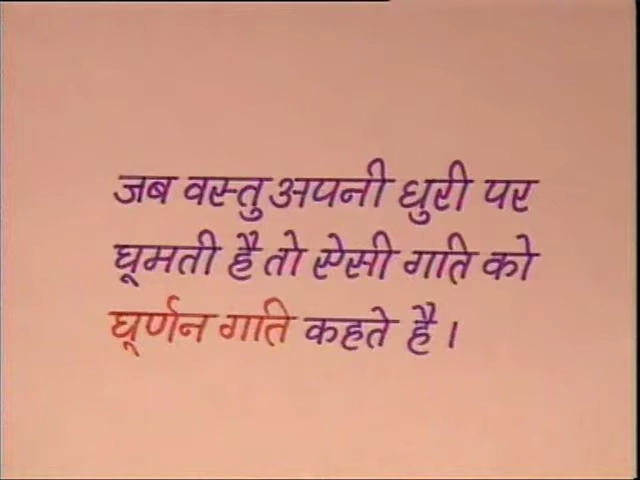 जब वस्तु अपनी धुरी पर
घूमती है तो ऐसी गति को
घूर्णन गति कहते है।